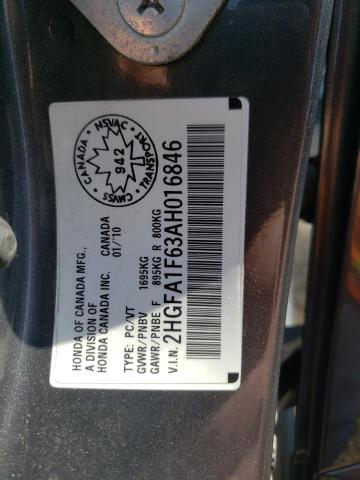 HONDA OF CANADA MFG.,
A DIVISION OF
HONDA CANADA INC. CANADA
01/10
TYPE: PC/VT
GVWR/PNBV 1695KG
GAWR/PNBE F 895KG R 800KG
V.I.N. 2HGFA1F63AH016846
CANADA
NSVAC
TRANSPORT
CMVSS
942